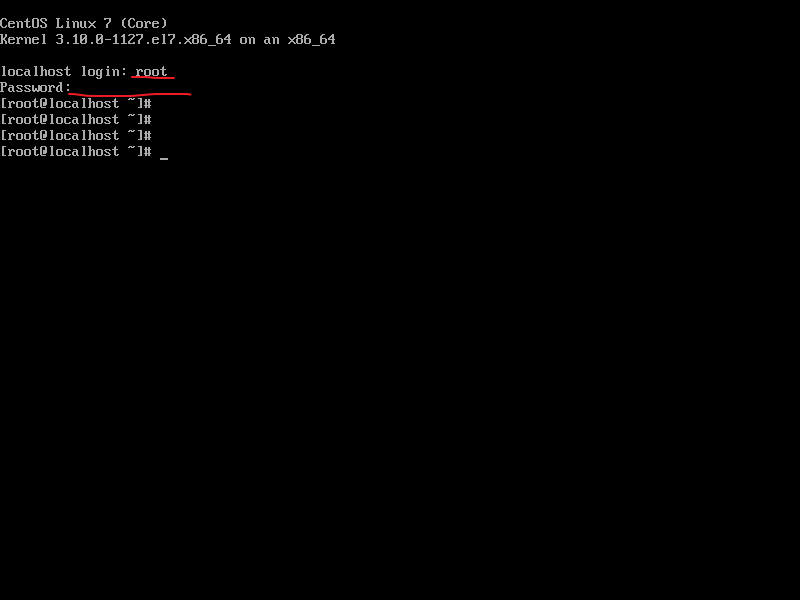 CentOS Linux 7 (Core)
Kernel 3.10.0-1127.el7.x86_64 on an x86_64
localhost login: root
Password:
[root@localhost ~]#
[root@localhost ~]#
[root@localhost ~]#
[root@localhost ~]# _